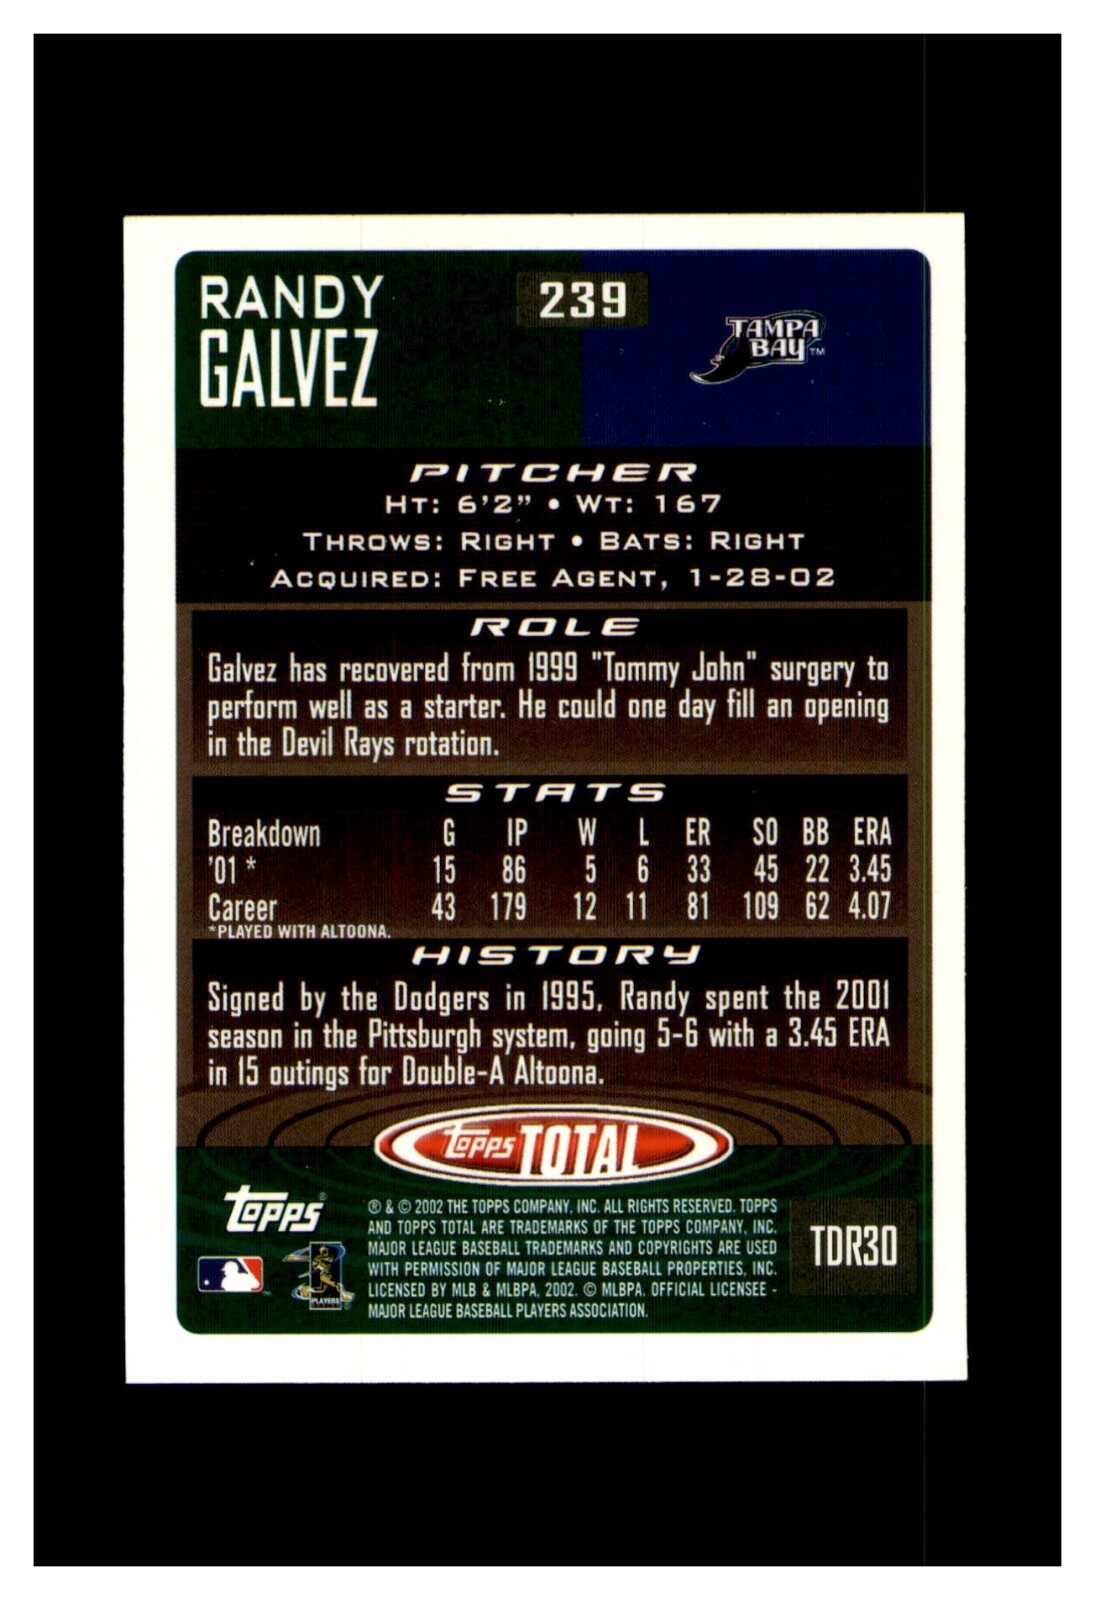 RANDY
GALVEZ
239
TAMPA
BAY™
PITCHER
HT: 6'2" • WT: 167
THROWS: RIGHT • BATS: RIGHT
ACQUIRED: FREE AGENT, 1-28-02
ROLE
Galvez has recovered from 1999 "Tommy John" surgery to
perform well as a starter. He could one day fill an opening
in the Devil Rays rotation.
STATS
Breakdown G IP W L ER SO BB ERA
'01 * 15 86 5 6 33 45 22 3.45
Career 43 179 12 11 81 109 62 4.07
*PLAYED WITH ALTOONA.
HISTORY
Signed by the Dodgers in 1995, Randy spent the 2001
season in the Pittsburgh system, going 5-6 with a 3.45 ERA
in 15 outings for Double-A Altoona.
Topps TOTAL
Topps®
® & © 2002 THE TOPPS COMPANY, INC. ALL RIGHTS RESERVED. TOPPS
AND TOPPS TOTAL ARE TRADEMARKS OF THE TOPPS COMPANY, INC.
MAJOR LEAGUE BASEBALL TRADEMARKS AND COPYRIGHTS ARE USED
WITH PERMISSION OF MAJOR LEAGUE BASEBALL PROPERTIES, INC.
LICENSED BY MLB & MLBPA, 2002. © MLBPA. OFFICIAL LICENSEE -
MAJOR LEAGUE BASEBALL PLAYERS ASSOCIATION.
PLAYERS
TDR30